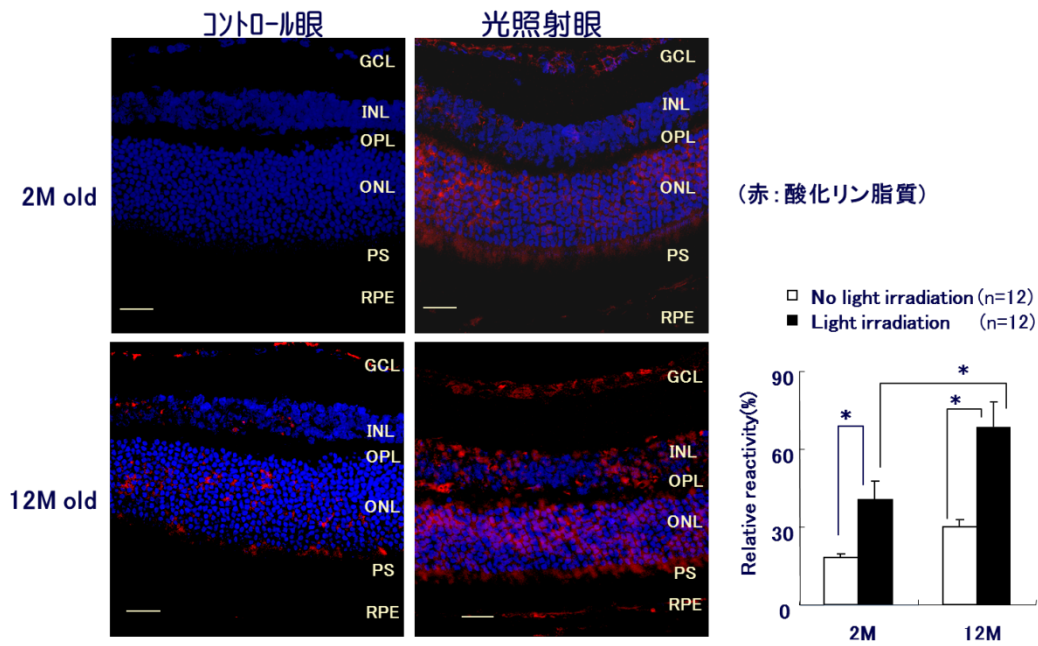 コントロール眼
光照射眼
2M old
GCL
INL
OPL
ONL
PS
RPE
GCL
INL
OPL
ONL
PS
RPE
(赤：酸化リン脂質)
12M old
GCL
INL
OPL
ONL
PS
RPE
GCL
INL
OPL
ONL
PS
RPE
No light irradiation (n=12)
Light irradiation (n=12)
Relative reactivity(%)
90
60
30
0
*
*
*
2M
12M